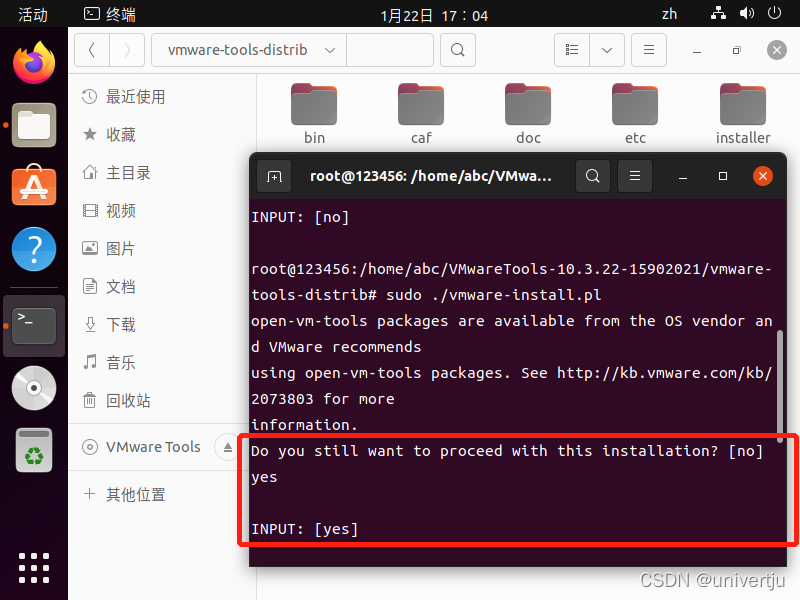 活动
终端
1月22日 17：04
zh
vmware-tools-distrib
最近使用
收藏
主目录
视频
图片
文档
下载
音乐
回收站
VMware Tools
其他位置
bin
caf
doc
etc
installer
root@123456: /home/abc/VMwa...
INPUT: [no]
root@123456:/home/abc/VMwareTools-10.3.22-15902021/vmware-
tools-distrib# sudo ./vmware-install.pl
open-vm-tools packages are available from the OS vendor an
d VMware recommends
using open-vm-tools packages. See http://kb.vmware.com/kb/
2073803 for more
information.
Do you still want to proceed with this installation? [no]
yes
INPUT: [yes]
CSDN @univertju